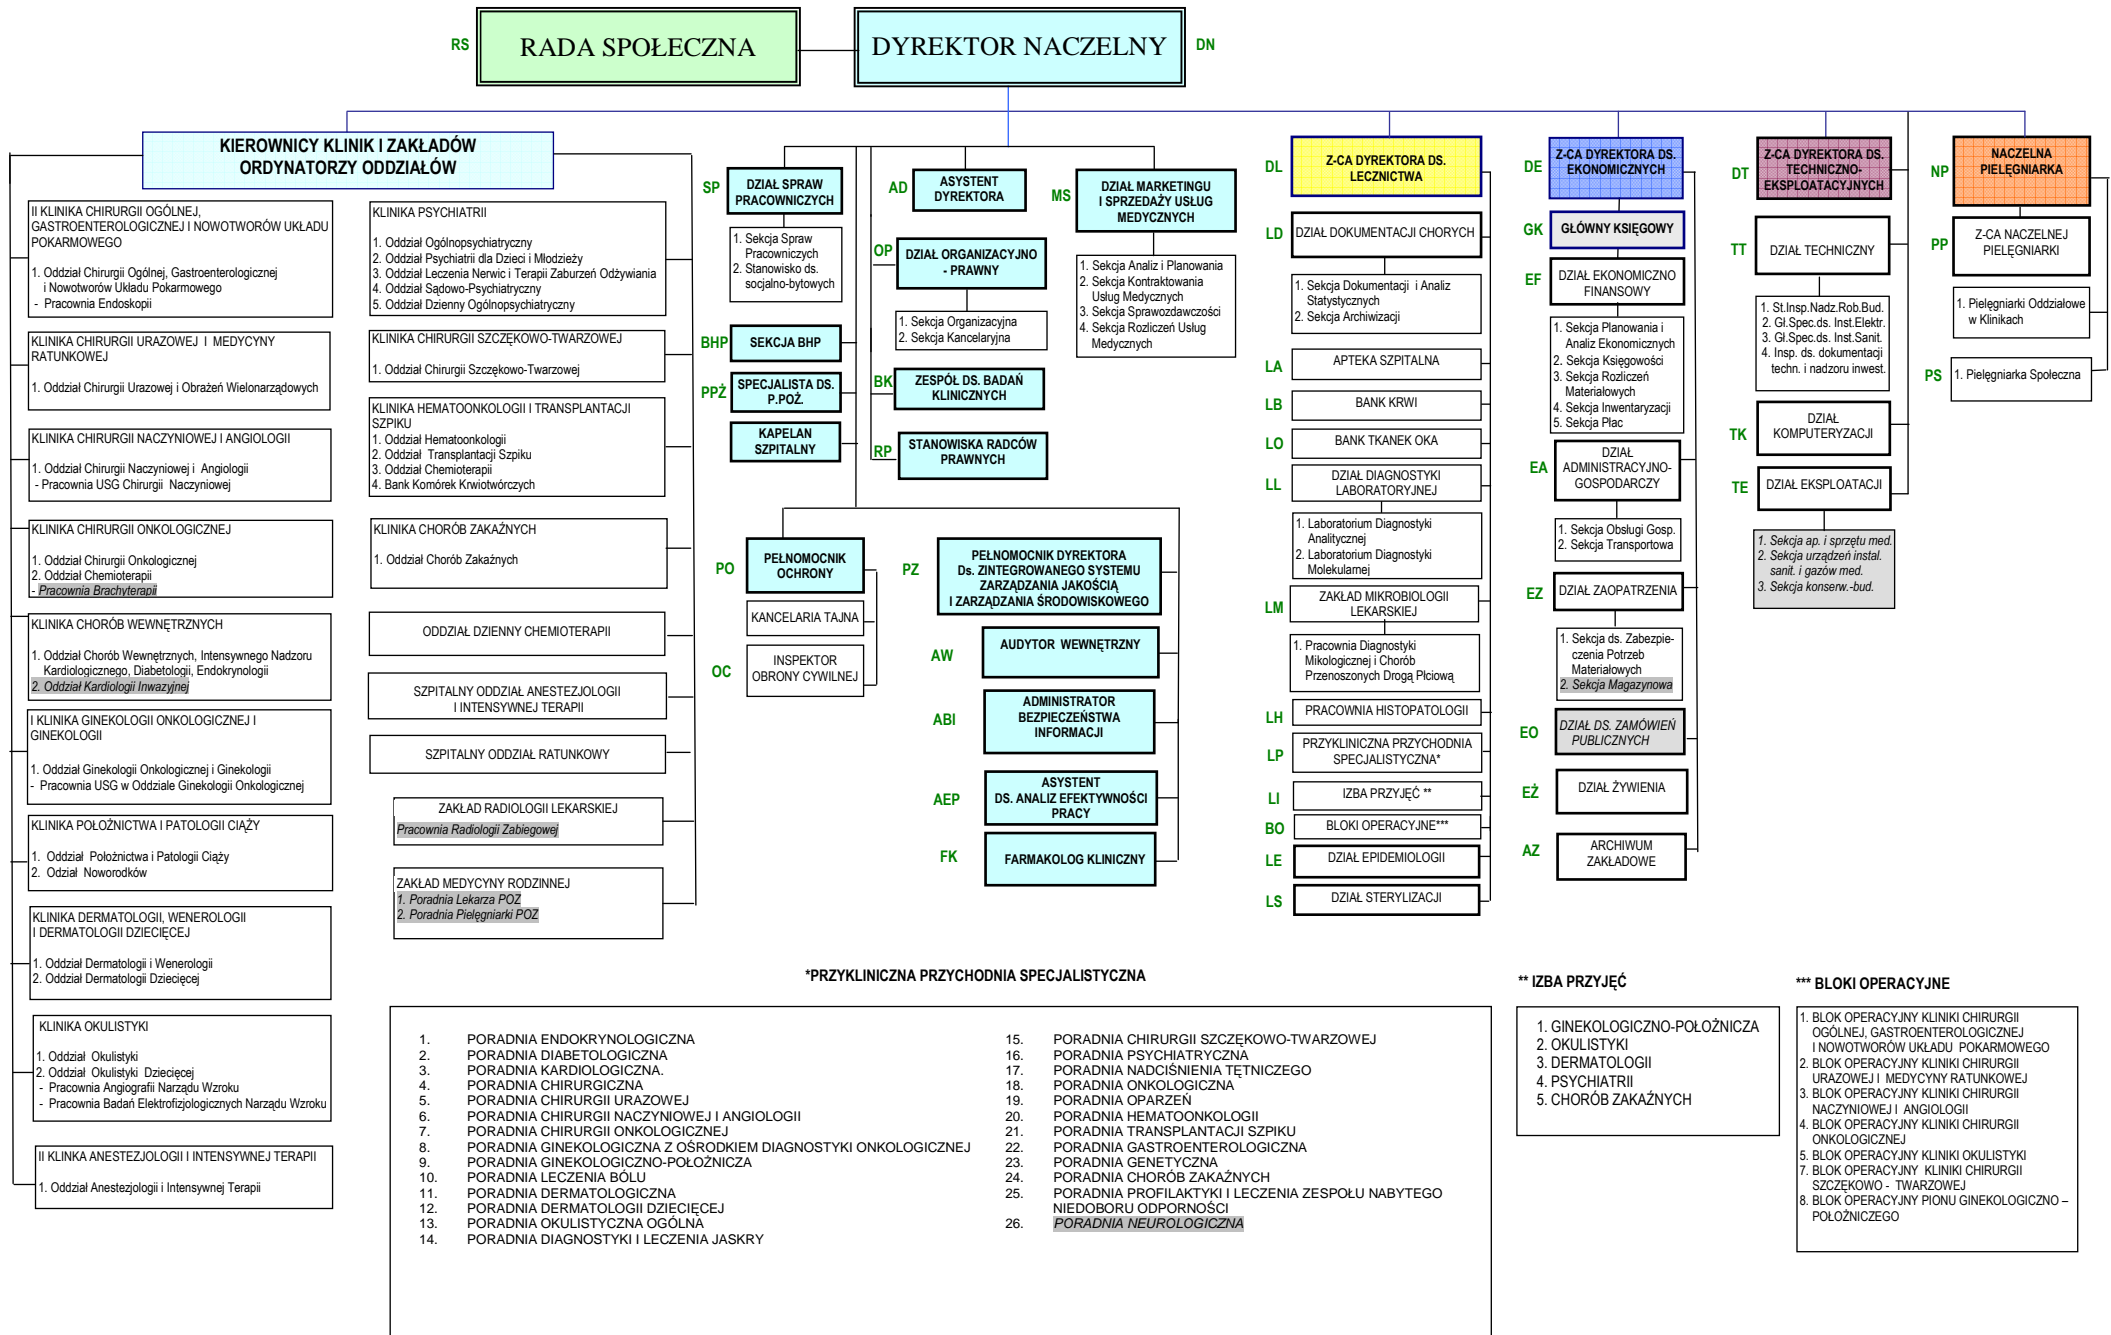 RS
RADA SPOŁECZNA
DYREKTOR NACZELNY
DN
KIEROWNICY KLINIK I ZAKŁADÓW
ORDYNATORZY ODDZIAŁÓW
II KLINIKA CHIRURGII OGÓLNEJ,
GASTROENTEROLOGICZNEJ I NOWOTWORÓW UKŁADU
POKARMOWEGO
1. Oddział Chirurgii Ogólnej, Gastroenterologicznej
i Nowotworów Układu Pokarmowego
- Pracownia Endoskopii
KLINIKA CHIRURGII URAZOWEJ I MEDYCYNY
RATUNKOWEJ
1. Oddział Chirurgii Urazowej i Obrażeń Wielonarządowych
KLINIKA CHIRURGII NACZYNIOWEJ I ANGIOLOGII
1. Oddział Chirurgii Naczyniowej i Angiologii
- Pracownia USG Chirurgii Naczyniowej
KLINIKA CHIRURGII ONKOLOGICZNEJ
1. Oddział Chirurgii Onkologicznej
2. Oddział Chemioterapii
- Pracownia Brachyterapii
KLINIKA CHORÓB WEWNĘTRZNYCH
1. Oddział Chorób Wewnętrznych, Intensywnego Nadzoru
Kardiologicznego, Diabetologii, Endokrynologii
2. Oddział Kardiologii Inwazyjnej
I KLINIKA GINEKOLOGII ONKOLOGICZNEJ I
GINEKOLOGII
1. Oddział Ginekologii Onkologicznej i Ginekologii
- Pracownia USG w Oddziale Ginekologii Onkologicznej
KLINIKA POŁOŻNICTWA I PATOLOGII CIĄŻY
1. Oddział Położnictwa i Patologii Ciąży
2. Odział Noworodków
KLINIKA DERMATOLOGII, WENEROLOGII
I DERMATOLOGII DZIECIĘCEJ
1. Oddział Dermatologii i Wenerologii
2. Oddział Dermatologii Dziecięcej
KLINIKA OKULISTYKI
1. Oddział Okulistyki
2. Oddział Okulistyki Dziecięcej
- Pracownia Angiografii Narządu Wzroku
- Pracownia Badań Elektrofizjologicznych Narządu Wzroku
II KLINKA ANESTEZJOLOGII I INTENSYWNEJ TERAPII
1. Oddział Anestezjologii i Intensywnej Terapii
KLINIKA PSYCHIATRII
1. Oddział Ogólnopsychiatryczny
2. Oddział Psychiatrii dla Dzieci i Młodzieży
3. Oddział Leczenia Nerwic i Terapii Zaburzeń Odżywiania
4. Oddział Sądowo-Psychiatryczny
5. Oddział Dzienny Ogólnopsychiatryczny
KLINIKA CHIRURGII SZCZĘKOWO-TWARZOWEJ
1. Oddział Chirurgii Szczękowo-Twarzowej
KLINIKA HEMATOONKOLOGII I TRANSPLANTACJI
SZPIKU
1. Oddział Hematoonkologii
2. Oddział Transplantacji Szpiku
3. Oddział Chemioterapii
4. Bank Komórek Krwiotwórczych
KLINIKA CHORÓB ZAKAŹNYCH
1. Oddział Chorób Zakaźnych
ODDZIAŁ DZIENNY CHEMIOTERAPII
SZPITALNY ODDZIAŁ ANESTEZJOLOGII
I INTENSYWNEJ TERAPII
SZPITALNY ODDZIAŁ RATUNKOWY
ZAKŁAD RADIOLOGII LEKARSKIEJ
Pracownia Radiologii Zabiegowej
ZAKŁAD MEDYCYNY RODZINNEJ
1. Poradnia Lekarza POZ
2. Poradnia Pielęgniarki POZ
SP
DZIAŁ SPRAW
PRACOWNICZYCH
1. Sekcja Spraw
Pracowniczych
2. Stanowisko ds.
socjalno-bytowych
BHP
SEKCJA BHP
PPŻ
SPECJALISTA DS.
P.POŻ.
KAPELAN
SZPITALNY
AD
ASYSTENT
DYREKTORA
OP
DZIAŁ ORGANIZACYJNO
- PRAWNY
1. Sekcja Organizacyjna
2. Sekcja Kancelaryjna
BK
ZESPÓŁ DS. BADAŃ
KLINICZNYCH
RP
STANOWISKA RADCÓW
PRAWNYCH
MS
DZIAŁ MARKETINGU
I SPRZEDAŻY USŁUG
MEDYCZNYCH
1. Sekcja Analiz i Planowania
2. Sekcja Kontraktowania
Usług Medycznych
3. Sekcja Sprawozdawczości
4. Sekcja Rozliczeń Usług
Medycznych
PO
PEŁNOMOCNIK
OCHRONY
KANCELARIA TAJNA
OC
INSPEKTOR
OBRONY CYWILNEJ
PZ
PEŁNOMOCNIK DYREKTORA
Ds. ZINTEGROWANEGO SYSTEMU
ZARZĄDZANIA JAKOŚCIĄ
I ZARZĄDZANIA ŚRODOWISKOWEGO
AW
AUDYTOR WEWNĘTRZNY
ABI
ADMINISTRATOR
BEZPIECZEŃSTWA
INFORMACJI
AEP
ASYSTENT
DS. ANALIZ EFEKTYWNOŚCI
PRACY
FK
FARMAKOLOG KLINICZNY
DL
Z-CA DYREKTORA DS.
LECZNICTWA
LD
DZIAŁ DOKUMENTACJI CHORYCH
1. Sekcja Dokumentacji i Analiz
Statystycznych
2. Sekcja Archiwizacji
LA
APTEKA SZPITALNA
LB
BANK KRWI
LO
BANK TKANEK OKA
LL
DZIAŁ DIAGNOSTYKI
LABORATORYJNEJ
1. Laboratorium Diagnostyki
Analitycznej
2. Laboratorium Diagnostyki
Molekularnej
LM
ZAKŁAD MIKROBIOLOGII
LEKARSKIEJ
1. Pracownia Diagnostyki
Mikologicznej i Chorób
Przenoszonych Drogą Płciową
LH
PRACOWNIA HISTOPATOLOGII
LP
PRZYKLINICZNA PRZYCHODNIA
SPECJALISTYCZNA*
LI
IZBA PRZYJĘĆ **
BO
BLOKI OPERACYJNE***
LE
DZIAŁ EPIDEMIOLOGII
LS
DZIAŁ STERYLIZACJI
DE
Z-CA DYREKTORA DS.
EKONOMICZNYCH
GK
GŁÓWNY KSIĘGOWY
EF
DZIAŁ EKONOMICZNO
FINANSOWY
1. Sekcja Planowania i
Analiz Ekonomicznych
2. Sekcja Księgowości
3. Sekcja Rozliczeń
Materiałowych
4. Sekcja Inwentaryzacji
5. Sekcja Płac
EA
DZIAŁ
ADMINISTRACYJNO-
GOSPODARCZY
1. Sekcja Obsługi Gosp.
2. Sekcja Transportowa
EZ
DZIAŁ ZAOPATRZENIA
1. Sekcja ds. Zabezpie-
czenia Potrzeb
Materiałowych
2. Sekcja Magazynowa
EO
DZIAŁ DS. ZAMÓWIEŃ
PUBLICZNYCH
EŻ
DZIAŁ ŻYWIENIA
AZ
ARCHIWUM
ZAKŁADOWE
DT
Z-CA DYREKTORA DS.
TECHNICZNO-
EKSPLOATACYJNYCH
TT
DZIAŁ TECHNICZNY
1. St.Insp.Nadz.Rob.Bud.
2. Gł.Spec.ds. Inst.Elektr.
3. Gł.Spec.ds. Inst.Sanit.
4. Insp. ds. dokumentacji
techn. i nadzoru inwest.
TK
DZIAŁ
KOMPUTERYZACJI
TE
DZIAŁ EKSPLOATACJI
1. Sekcja ap. i sprzętu med.
2. Sekcja urządzeń instal.
sanit. i gazów med.
3. Sekcja konserw.-bud.
NP
NACZELNA
PIELĘGNIARKA
PP
Z-CA NACZELNEJ
PIELĘGNIARKI
1. Pielęgniarki Oddziałowe
w Klinikach
PS
1. Pielęgniarka Społeczna
*PRZYKLINICZNA PRZYCHODNIA SPECJALISTYCZNA
1. PORADNIA ENDOKRYNOLOGICZNA
2. PORADNIA DIABETOLOGICZNA
3. PORADNIA KARDIOLOGICZNA.
4. PORADNIA CHIRURGICZNA
5. PORADNIA CHIRURGII URAZOWEJ
6. PORADNIA CHIRURGII NACZYNIOWEJ I ANGIOLOGII
7. PORADNIA CHIRURGII ONKOLOGICZNEJ
8. PORADNIA GINEKOLOGICZNA Z OŚRODKIEM DIAGNOSTYKI ONKOLOGICZNEJ
9. PORADNIA GINEKOLOGICZNO-POŁOŻNICZA
10. PORADNIA LECZENIA BÓLU
11. PORADNIA DERMATOLOGICZNA
12. PORADNIA DERMATOLOGII DZIECIĘCEJ
13. PORADNIA OKULISTYCZNA OGÓLNA
14. PORADNIA DIAGNOSTYKI I LECZENIA JASKRY
15. PORADNIA CHIRURGII SZCZĘKOWO-TWARZOWEJ
16. PORADNIA PSYCHIATRYCZNA
17. PORADNIA NADCIŚNIENIA TĘTNICZEGO
18. PORADNIA ONKOLOGICZNA
19. PORADNIA OPARZEŃ
20. PORADNIA HEMATOONKOLOGII
21. PORADNIA TRANSPLANTACJI SZPIKU
22. PORADNIA GASTROENTEROLOGICZNA
23. PORADNIA GENETYCZNA
24. PORADNIA CHORÓB ZAKAŹNYCH
25. PORADNIA PROFILAKTYKI I LECZENIA ZESPOŁU NABYTEGO
NIEDOBORU ODPORNOŚCI
26. PORADNIA NEUROLOGICZNA
** IZBA PRZYJĘĆ
1. GINEKOLOGICZNO-POŁOŻNICZA
2. OKULISTYKI
3. DERMATOLOGII
4. PSYCHIATRII
5. CHORÓB ZAKAŹNYCH
*** BLOKI OPERACYJNE
1. BLOK OPERACYJNY KLINIKI CHIRURGII
OGÓLNEJ, GASTROENTEROLOGICZNEJ
I NOWOTWORÓW UKŁADU POKARMOWEGO
2. BLOK OPERACYJNY KLINIKI CHIRURGII
URAZOWEJ I MEDYCYNY RATUNKOWEJ
3. BLOK OPERACYJNY KLINIKI CHIRURGII
NACZYNIOWEJ I ANGIOLOGII
4. BLOK OPERACYJNY KLINIKI CHIRURGII
ONKOLOGICZNEJ
5. BLOK OPERACYJNY KLINIKI OKULISTYKI
7. BLOK OPERACYJNY KLINIKI CHIRURGII
SZCZĘKOWO - TWARZOWEJ
8. BLOK OPERACYJNY PIONU GINEKOLOGICZNO –
POŁOŻNICZEGO